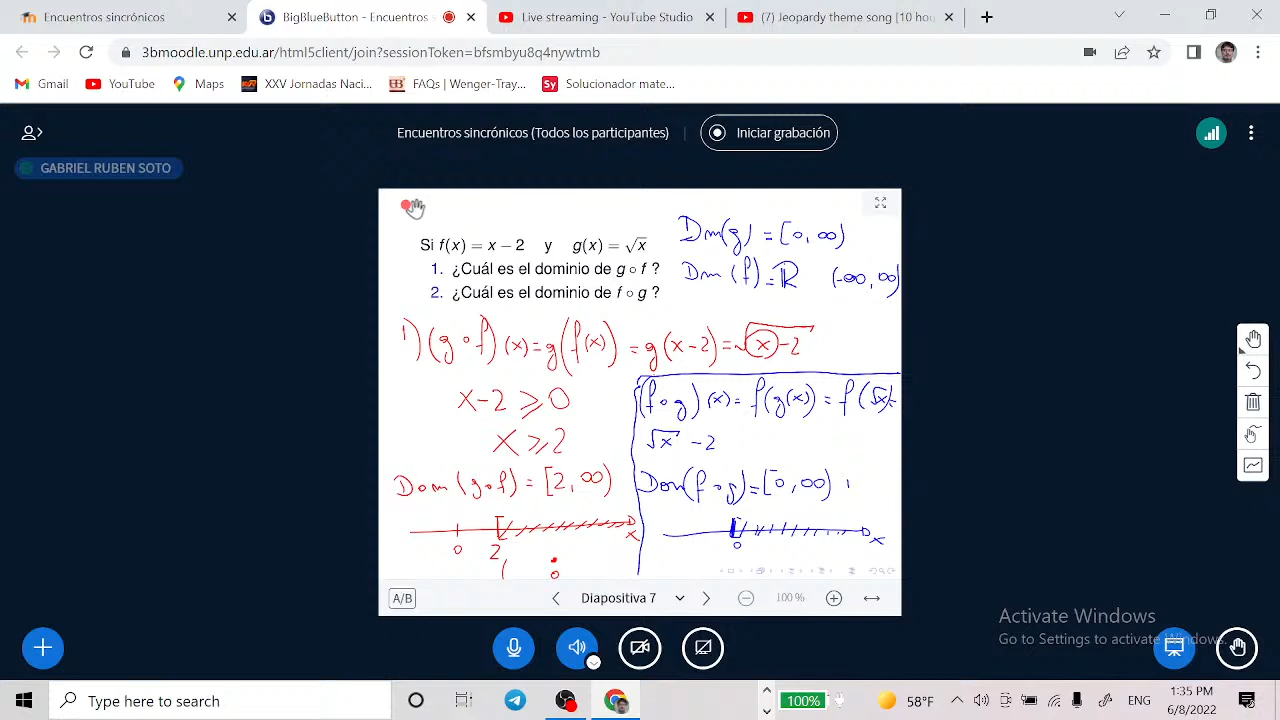 Encuentros sincrónicos
BigBlueButton - Encuentros
Live streaming - YouTube Studio
(7) Jeopardy theme song [10 hou
3bmoodle.unp.edu.ar/html5client/join?sessionToken=bfsmbyu8q4nywtmb
Gmail
YouTube
Maps
XXV Jornadas Naci...
FAQs | Wenger-Tray...
Sy
Solucionador mate...
Encuentros sincrónicos (Todos los participantes)
Iniciar grabación
GABRIEL RUBEN SOTO
Si f(x) = x − 2 y g(x) = √x
1. ¿Cuál es el dominio de g ∘ f ?
2. ¿Cuál es el dominio de f ∘ g ?
Dm(g) = [0, ∞)
Dm(f) = ℝ (-∞, ∞)
1) (g∘f)(x) = g(f(x)) = g(x-2) = √x-2
x-2 ≥ 0
x ≥ 2
Dom (g∘f) = [2, ∞)
0 2 x
0
(f∘g)(x) = f(g(x)) = f(√x) =
√x - 2
Dom(f∘g) = [0, ∞)
0 x
A/B
Diapositiva 7
100 %
Activate Windows
Go to Settings to activate Windows.
Type here to search
100%
58°F
ENG
1:35 PM
6/8/2022